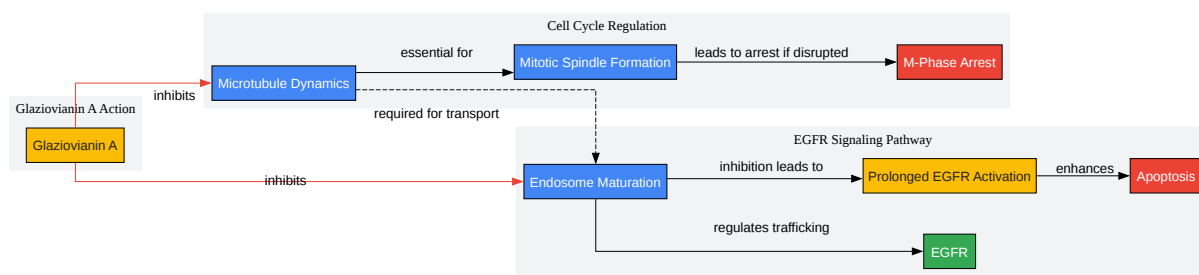 Cell Cycle Regulation
essential for
Mitotic Spindle Formation
leads to arrest if disrupted
M-Phase Arrest
Microtubule Dynamics
inhibits
Glaziovianin A Action
Glaziovianin A
required for transport
EGFR Signaling Pathway
inhibits
Endosome Maturation
inhibition leads to
Prolonged EGFR Activation
enhances
Apoptosis
regulates trafficking
EGFR